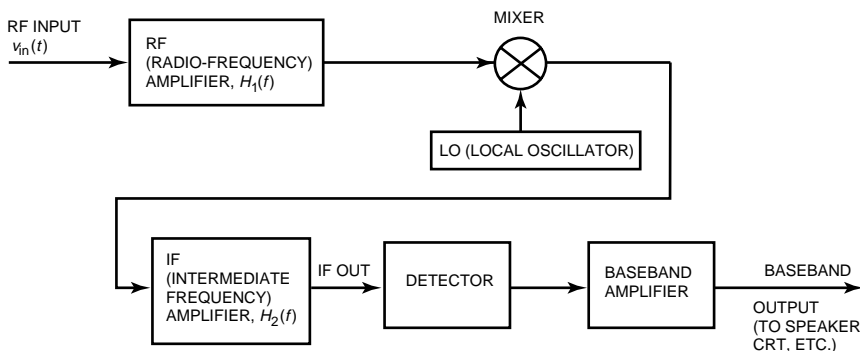 MIXER
RF INPUT
v_in(t)
RF
(RADIO-FREQUENCY)
AMPLIFIER, H_1(f)
LO (LOCAL OSCILLATOR)
IF
(INTERMEDIATE
FREQUENCY)
AMPLIFIER, H_2(f)
IF OUT
DETECTOR
BASEBAND
AMPLIFIER
BASEBAND
OUTPUT
(TO SPEAKER
CRT, ETC.)